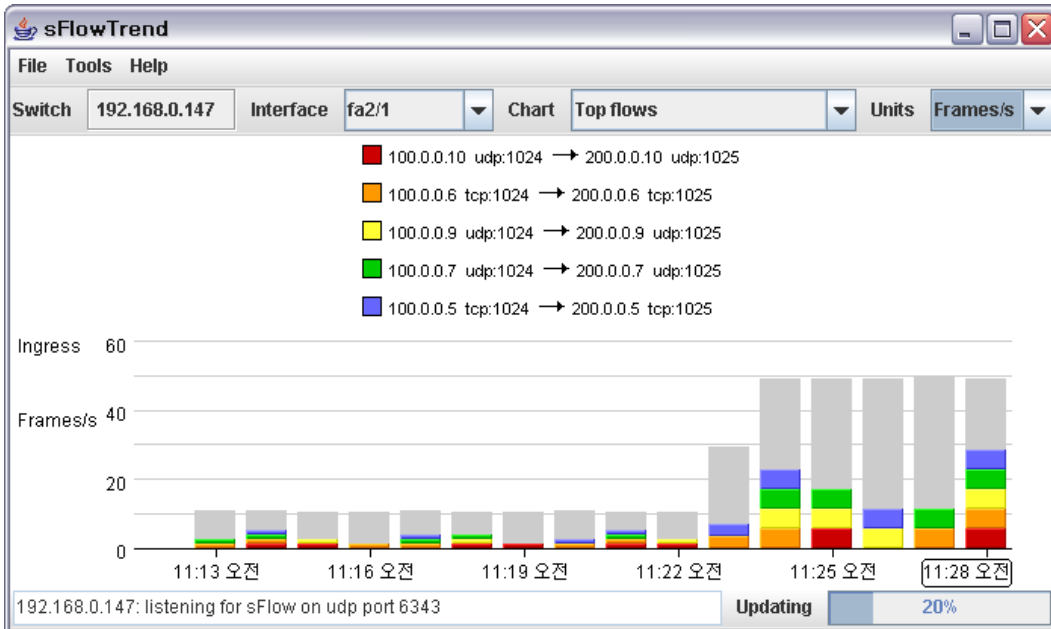 sFlowTrend
File Tools Help
Switch 192.168.0.147 Interface fa2/1 Chart Top flows Units Frames/s
100.0.0.10 udp:1024 → 200.0.0.10 udp:1025
100.0.0.6 tcp:1024 → 200.0.0.6 tcp:1025
100.0.0.9 udp:1024 → 200.0.0.9 udp:1025
100.0.0.7 udp:1024 → 200.0.0.7 udp:1025
100.0.0.5 tcp:1024 → 200.0.0.5 tcp:1025
Ingress 60
Frames/s 40
20
0
11:13 오전 11:16 오전 11:19 오전 11:22 오전 11:25 오전 11:28 오전
192.168.0.147: listening for sFlow on udp port 6343 Updating 20%